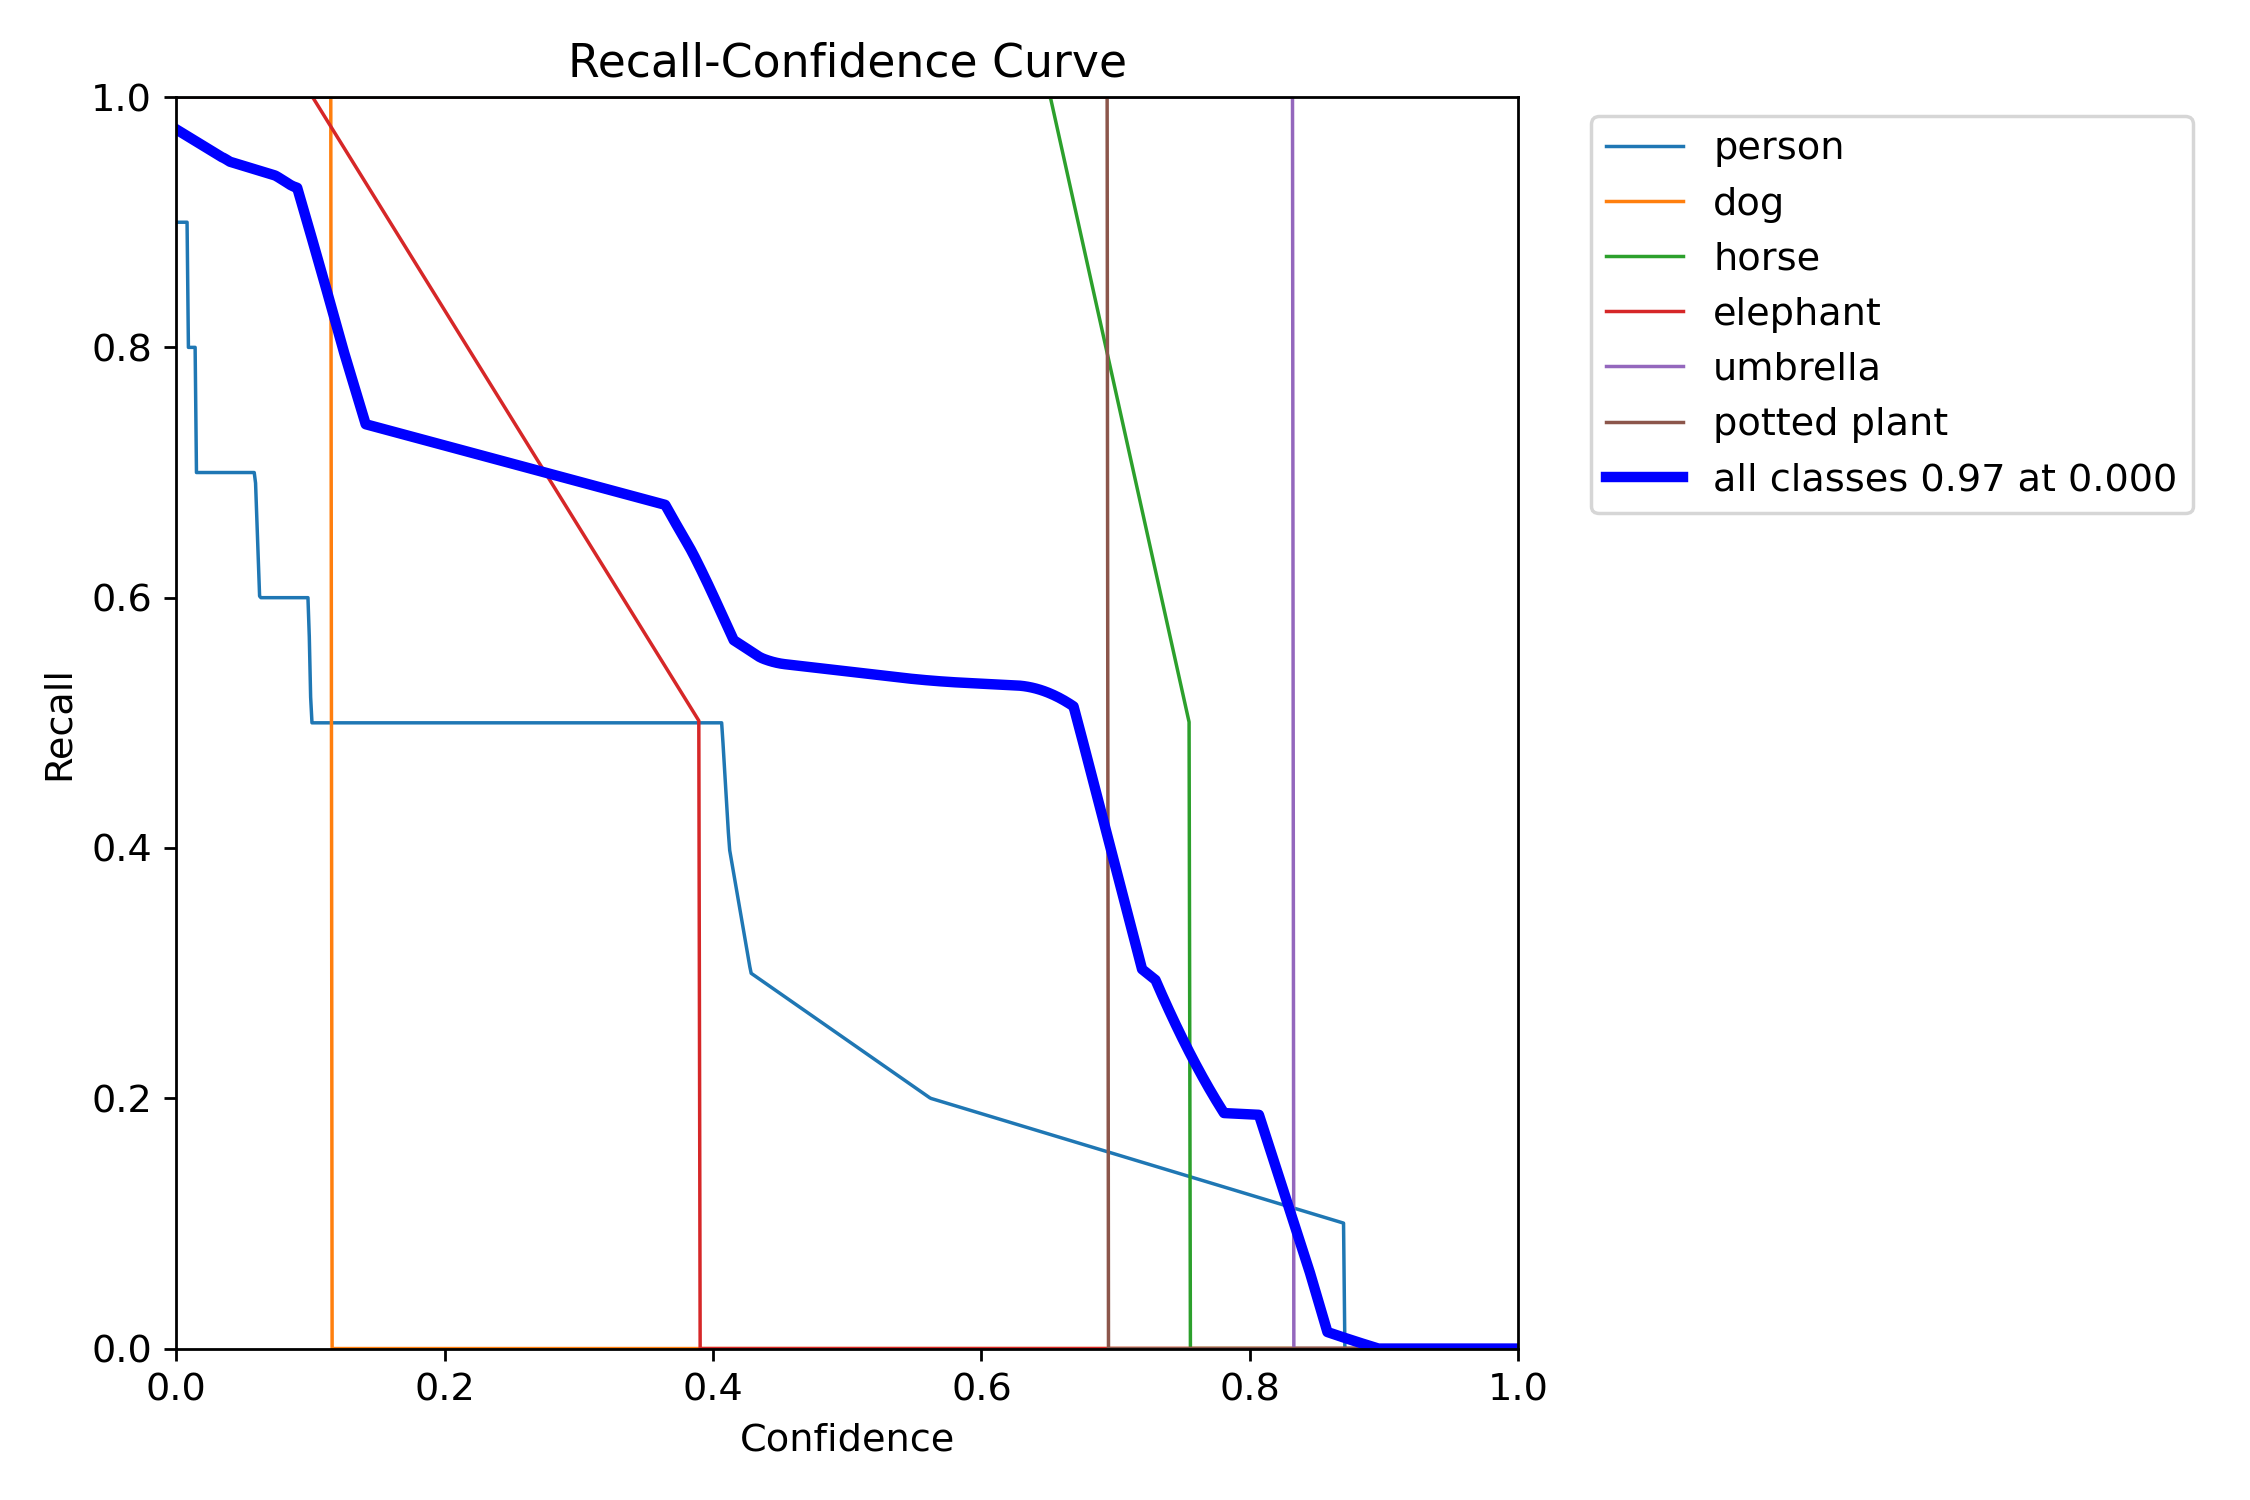 Recall-Confidence Curve
1.0
0.8
0.6
0.4
0.2
0.0
Recall
0.0 0.2 0.4 0.6 0.8 1.0
Confidence
person
dog
horse
elephant
umbrella
potted plant
all classes 0.97 at 0.000